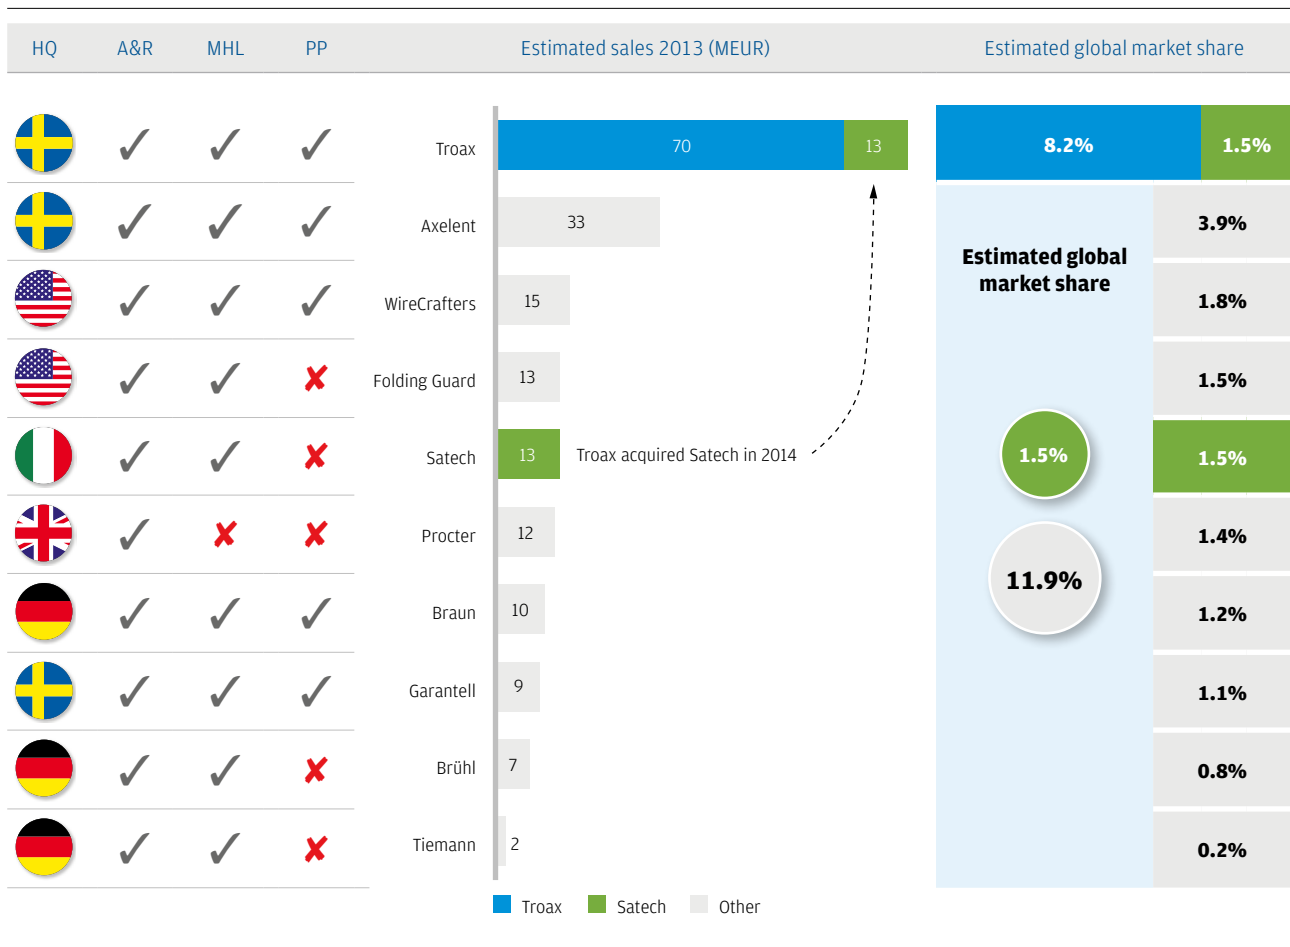 HQ A&R MHL PP Estimated sales 2013 (MEUR) Estimated global market share
Troax 70 13 8.2% 1.5%
Axelent 33 3.9%
Estimated global
market share
WireCrafters 15 1.8%
Folding Guard 13 1.5%
Satech 13 Troax acquired Satech in 2014 1.5% 1.5%
Procter 12 1.4%
11.9%
Braun 10 1.2%
Garantell 9 1.1%
Brühl 7 0.8%
Tiemann 2 0.2%
Troax Satech Other